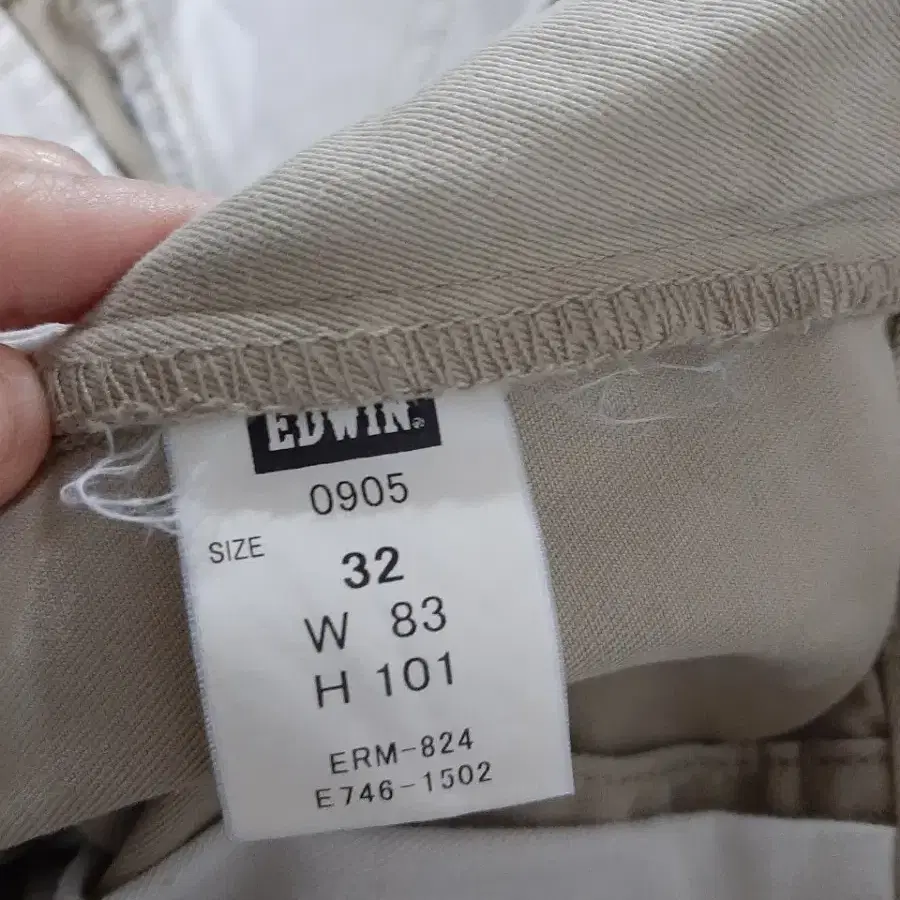 EDWIN®
0905
SIZE
32
W 83
H 101
ERM-824
E746-1502